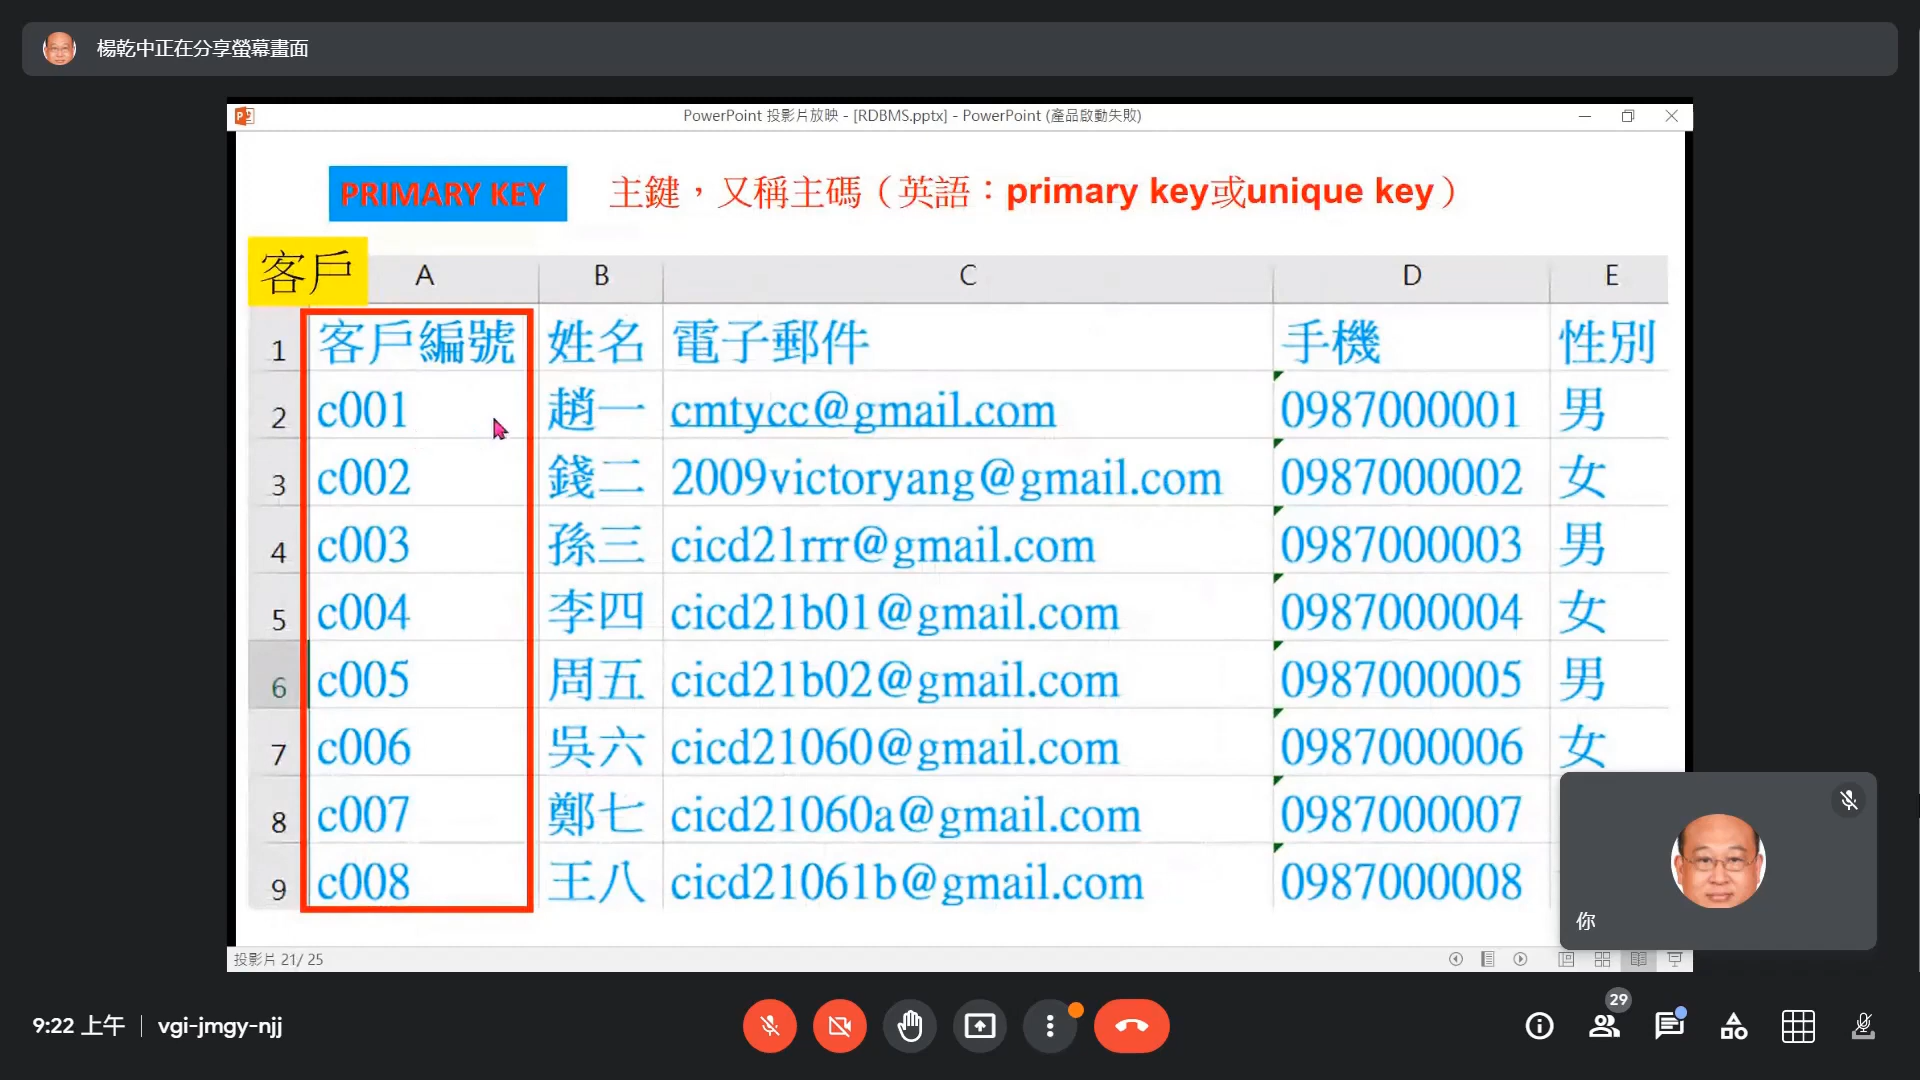 楊乾中正在分享螢幕畫面
PowerPoint 投影片放映 - [RDBMS.pptx] - PowerPoint (產品啟動失敗)
PRIMARY KEY 主鍵，又稱主碼（英語：primary key或unique key）
客戶 A B C D E
1 客戶編號 姓名 電子郵件 手機 性別
2 c001 趙一 cmtycc@gmail.com 0987000001 男
3 c002 錢二 2009victoryang@gmail.com 0987000002 女
4 c003 孫三 cicd21rrr@gmail.com 0987000003 男
5 c004 李四 cicd21b01@gmail.com 0987000004 女
6 c005 周五 cicd21b02@gmail.com 0987000005 男
7 c006 吳六 cicd21060@gmail.com 0987000006 女
8 c007 鄭七 cicd21060a@gmail.com 0987000007
9 c008 王八 cicd21061b@gmail.com 0987000008
你
投影片 21/ 25
9:22 上午 vgi-jmgy-njj
29